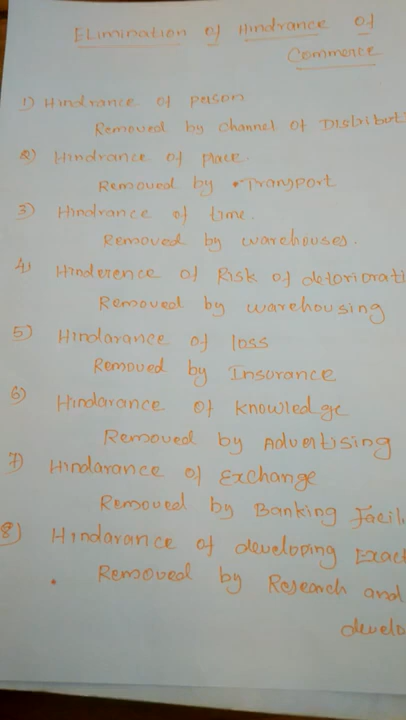 Elimination of Hindrance of
Commerce
1) Hindrance of person
Removed by channel of Distribut
2) Hindrance of place.
Removed by Transport
3) Hindrance of time.
Removed by warehouses.
4) Hinderence of Risk of detoriorati
Removed by warehousing
5) Hindarance of loss
Removed by Insurance
6) Hindarance of knowledge
Removed by Advertising
7) Hindarance of Exchange
Removed by Banking facili
8) Hindarance of developing Exact
Removed by Research and
develo